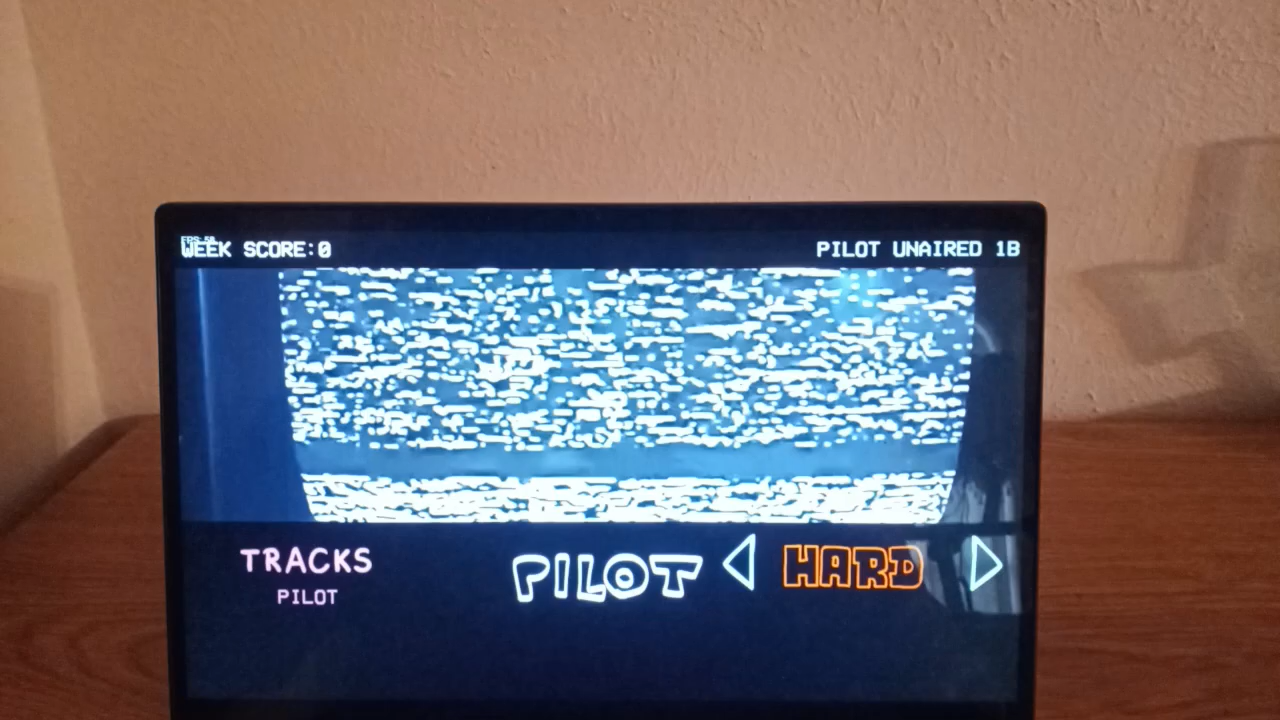 WEEK SCORE:0
PILOT UNAIRED 1B
TRACKS
PILOT
PILOT
HARD